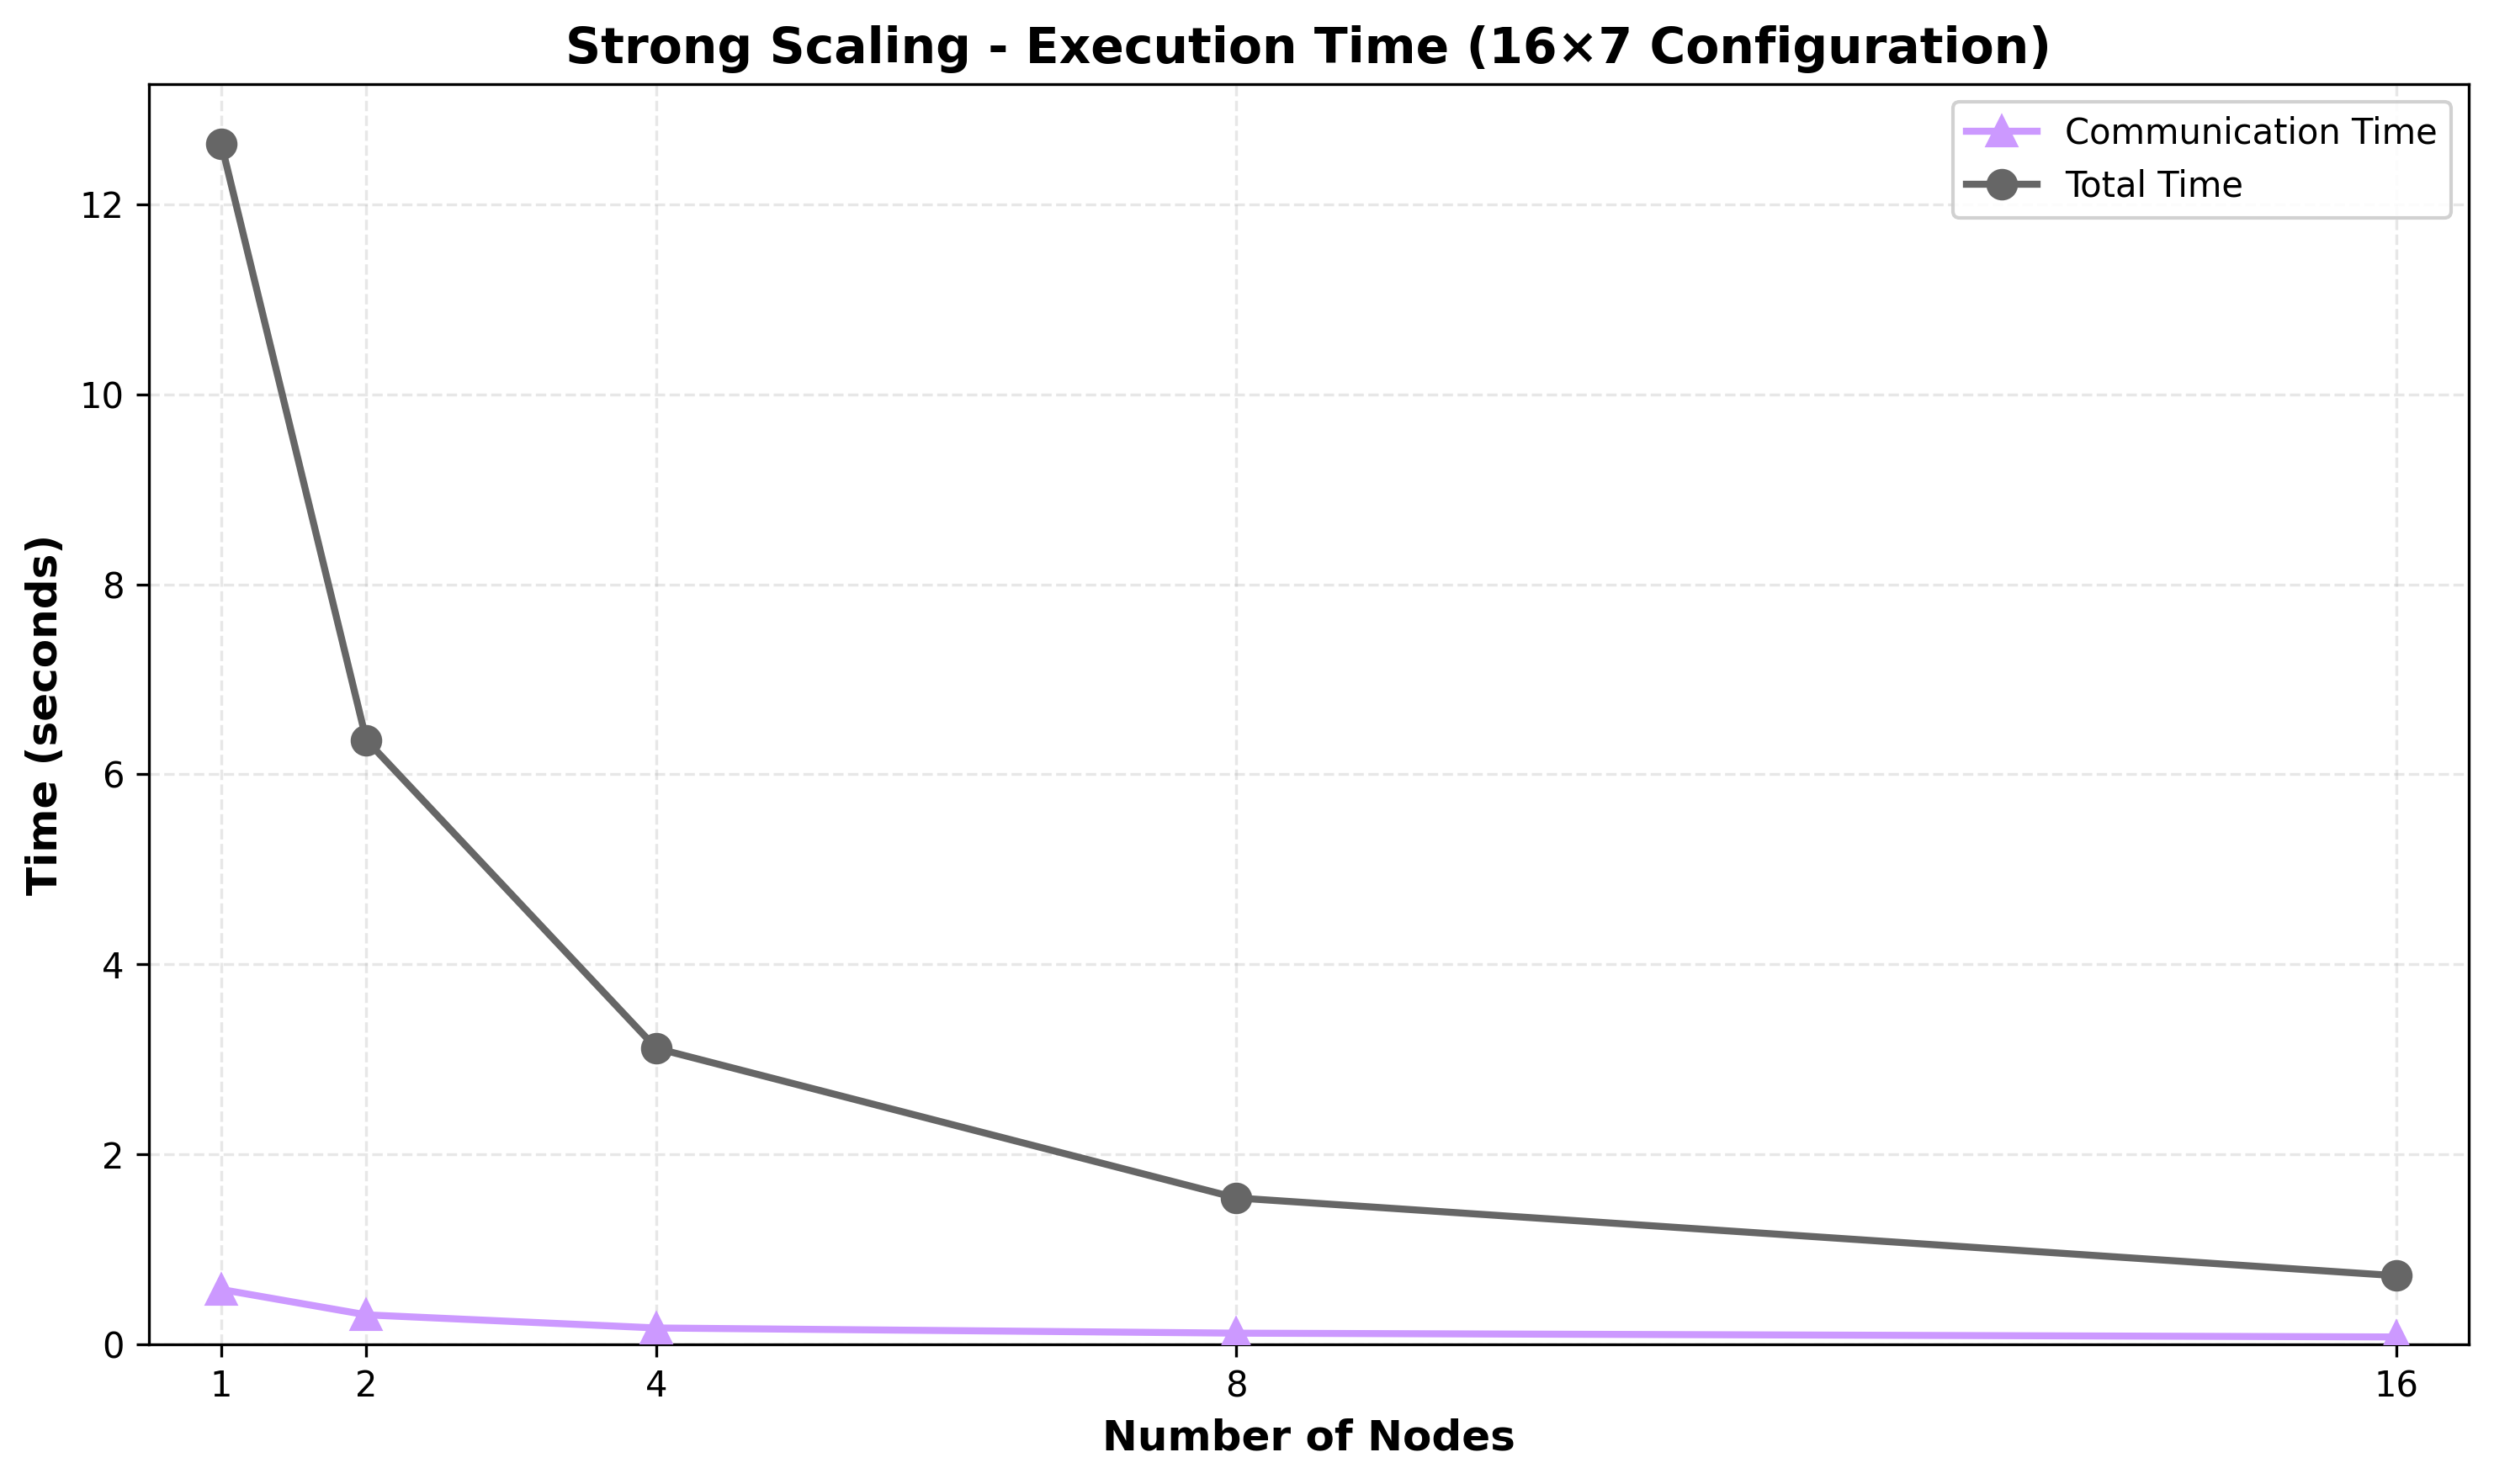 Strong Scaling - Execution Time (16×7 Configuration)
Communication Time
Total Time
12
10
8
6
4
2
0
Time (seconds)
1 2 4 8 16
Number of Nodes